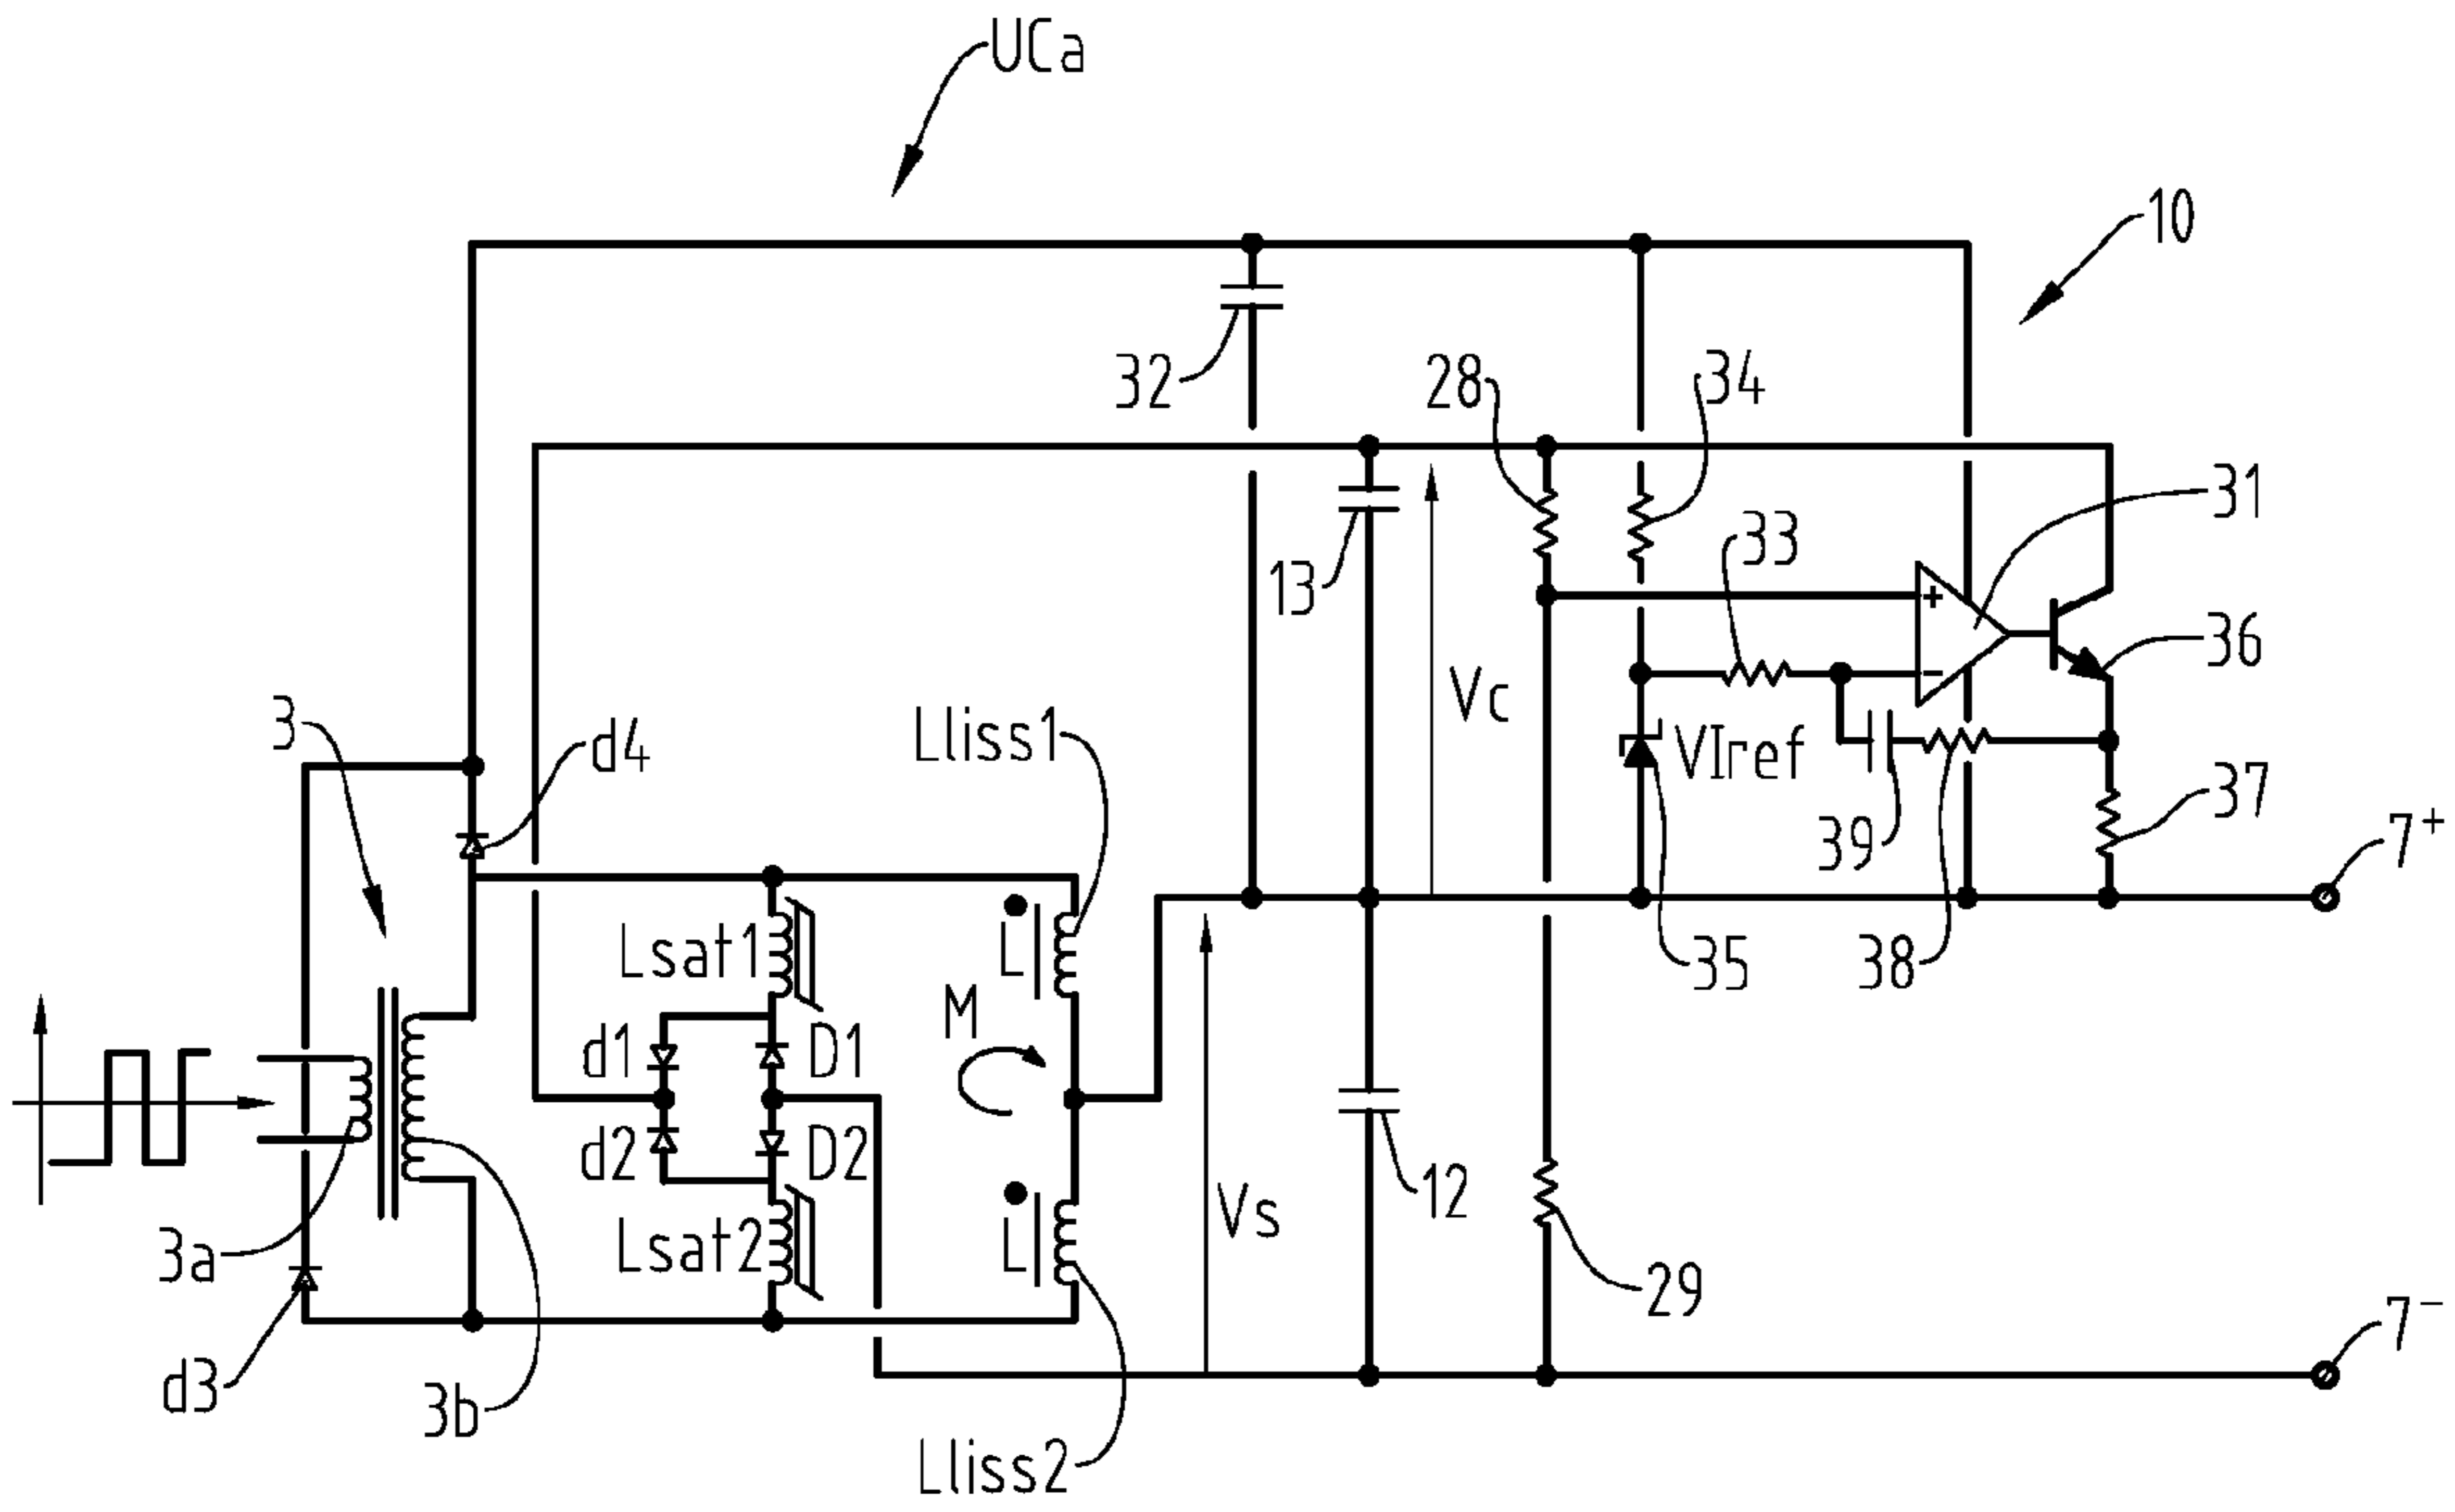 UCa
10
32
28
34
31
33
13
36
Vc
3
d4
Lliss1
VIref
37
39
7+
Lsat1
L
35
38
M
d1
D1
d2
D2
12
Vs
3a
Lsat2
L
29
7-
d3
3b
Lliss2
+
-